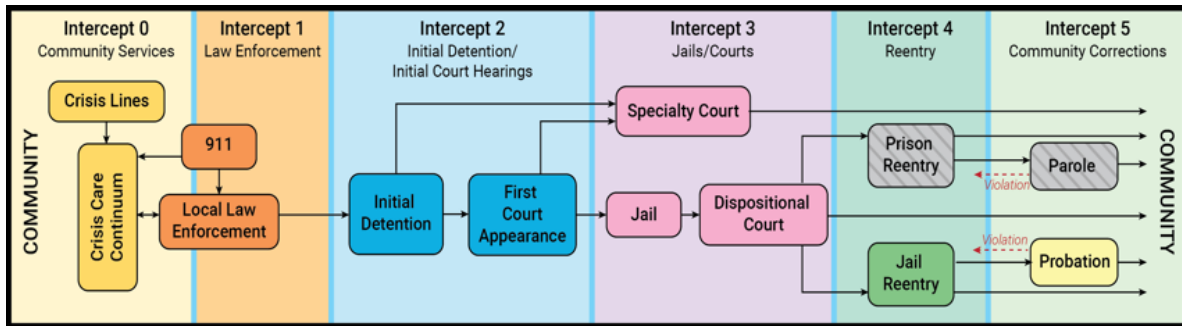 Intercept 0
Community Services
Intercept 1
Law Enforcement
Intercept 2
Initial Detention/
Initial Court Hearings
Intercept 3
Jails/Courts
Intercept 4
Reentry
Intercept 5
Community Corrections
COMMUNITY
Crisis Lines
Crisis Care
Continuum
911
Local Law
Enforcement
Initial
Detention
First
Court
Appearance
Specialty Court
Jail
Dispositional
Court
Prison
Reentry
Violation
Parole
Jail
Reentry
Violation
Probation
COMMUNITY